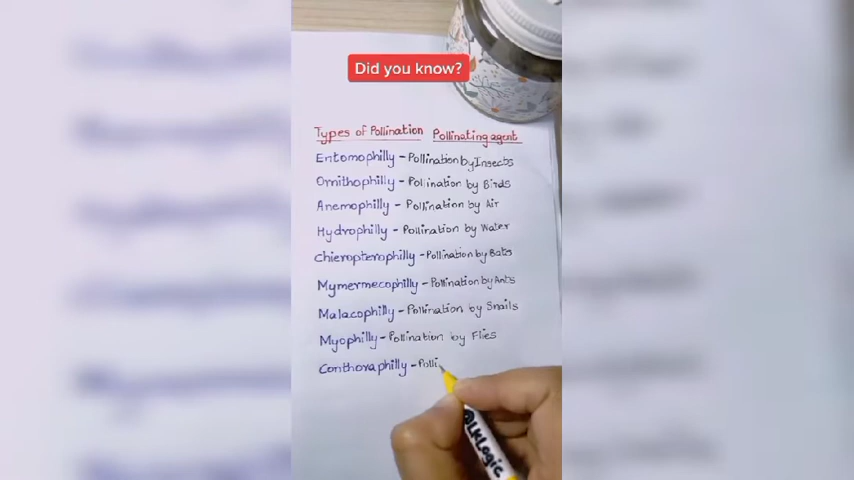 Did you know?
Types of Pollination Pollinating agent
Entomophilly - Pollination by Insects
Ornithophilly - Pollination by Birds
Anemophilly - Pollination by Air
Hydrophilly - Pollination by Water
Chieropterophilly - Pollination by Bats
Mymermecophilly - Pollination by Ants
Malacophilly - Pollination by Snails
Myophilly - Pollination by Flies
Conthoraphilly - Polli
@LKLogic